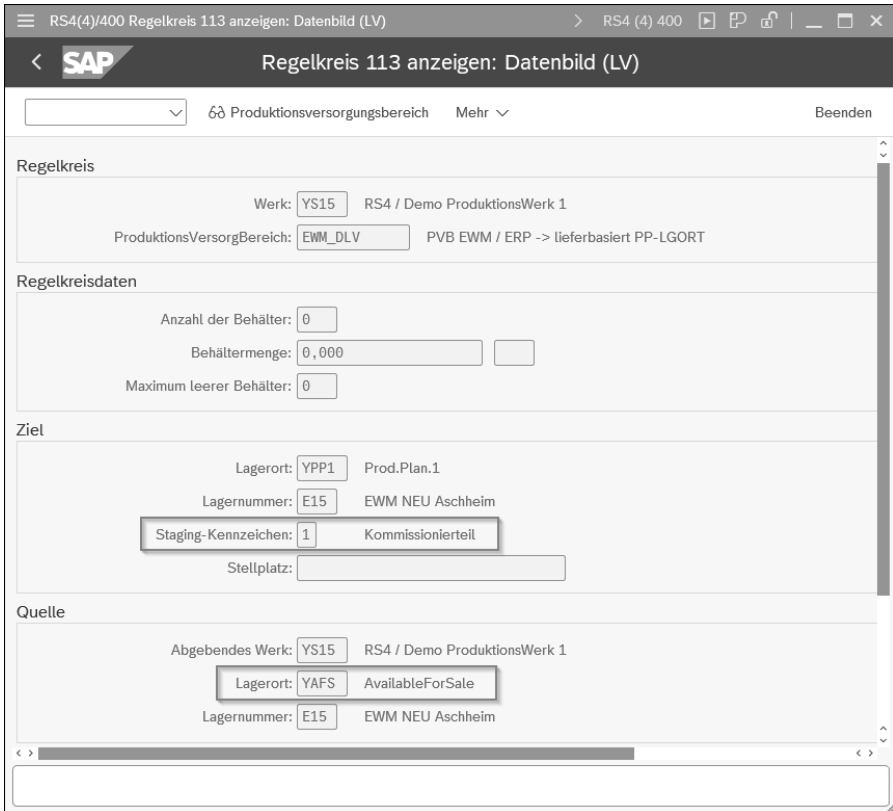 RS4(4)/400 Regelkreis 113 anzeigen: Datenbild (LV) RS4 (4) 400
SAP Regelkreis 113 anzeigen: Datenbild (LV)
Produktionsversorgungsbereich Mehr Beenden
Regelkreis
Werk: YS15 RS4 / Demo ProduktionsWerk 1
ProduktionsVersorgBereich: EWM_DLV PVB EWM / ERP -> lieferbasiert PP-LGORT
Regelkreisdaten
Anzahl der Behälter: 0
Behältermenge: 0,000
Maximum leerer Behälter: 0
Ziel
Lagerort: YPP1 Prod.Plan.1
Lagernummer: E15 EWM NEU Aschheim
Staging-Kennzeichen: 1 Kommissionierteil
Stellplatz:
Quelle
Abgebendes Werk: YS15 RS4 / Demo ProduktionsWerk 1
Lagerort: YAFS AvailableForSale
Lagernummer: E15 EWM NEU Aschheim